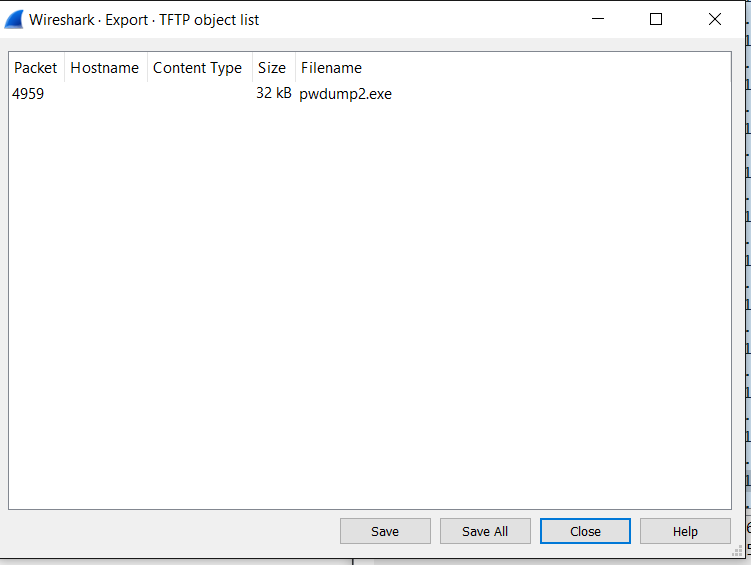 Wireshark · Export · TFTP object list
Packet Hostname Content Type Size Filename
4959 32 kB pwdump2.exe
Save Save All Close Help